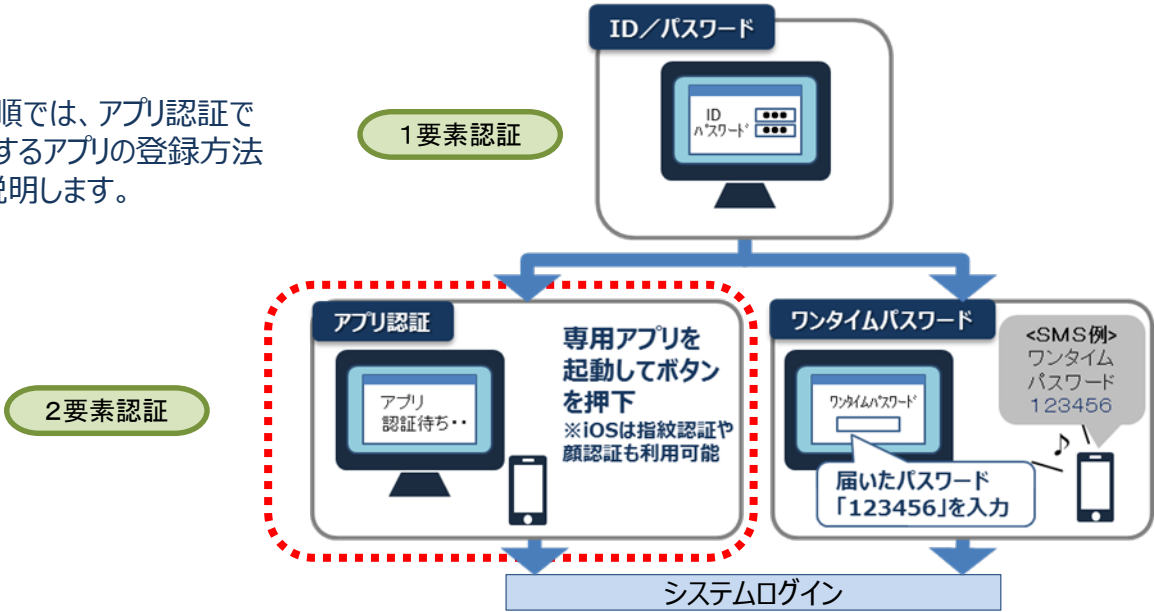 ID／パスワード
ID
パスワード
順では、アプリ認証で
するアプリの登録方法
説明します。
１要素認証
２要素認証
アプリ認証
アプリ
認証待ち・・
専用アプリを
起動してボタン
を押下
※iOSは指紋認証や
顔認証も利用可能
ワンタイムパスワード
ワンタイムパスワード
<SMS例>
ワンタイム
パスワード
123456
♪
届いたパスワード
「123456」を入力
システムログイン